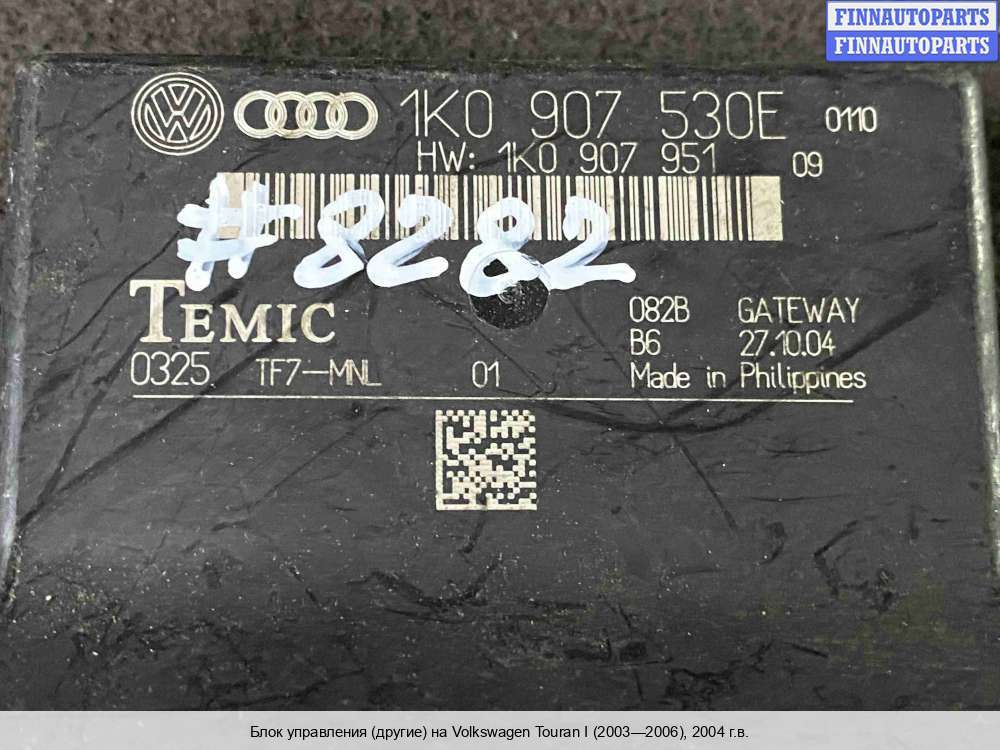 FINNAUTOPARTS
FINNAUTOPARTS
1K0 907 530E 0110
HW: 1K0 907 951 09
#8282
TEMIC
082B GATEWAY
B6 27.10.04
0325 TF7-MNL 01 Made in Philippines
Блок управления (другие) на Volkswagen Touran I (2003—2006), 2004 г.в.